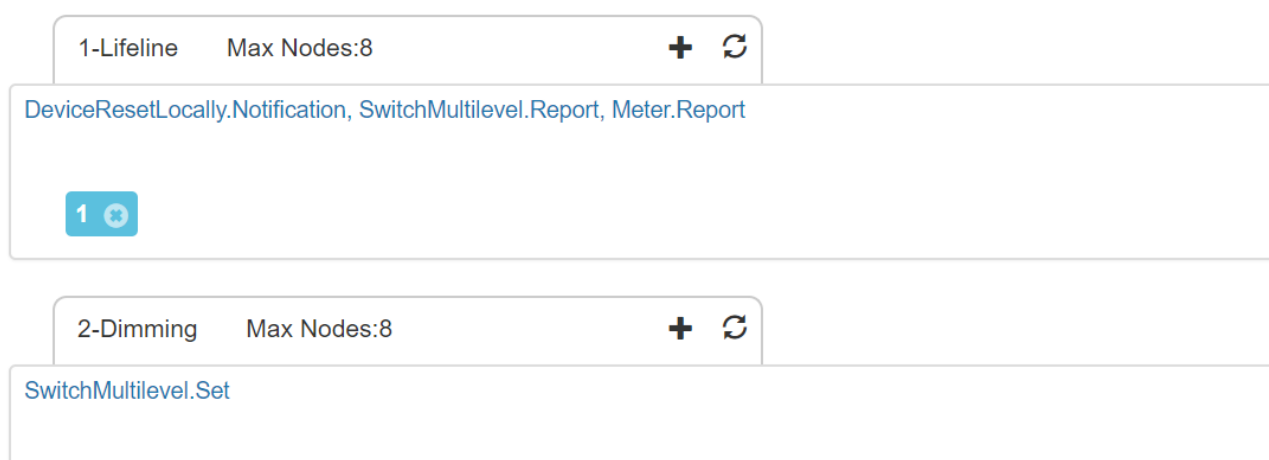 1-Lifeline Max Nodes:8
DeviceResetLocally.Notification, SwitchMultilevel.Report, Meter.Report
1
2-Dimming Max Nodes:8
SwitchMultilevel.Set